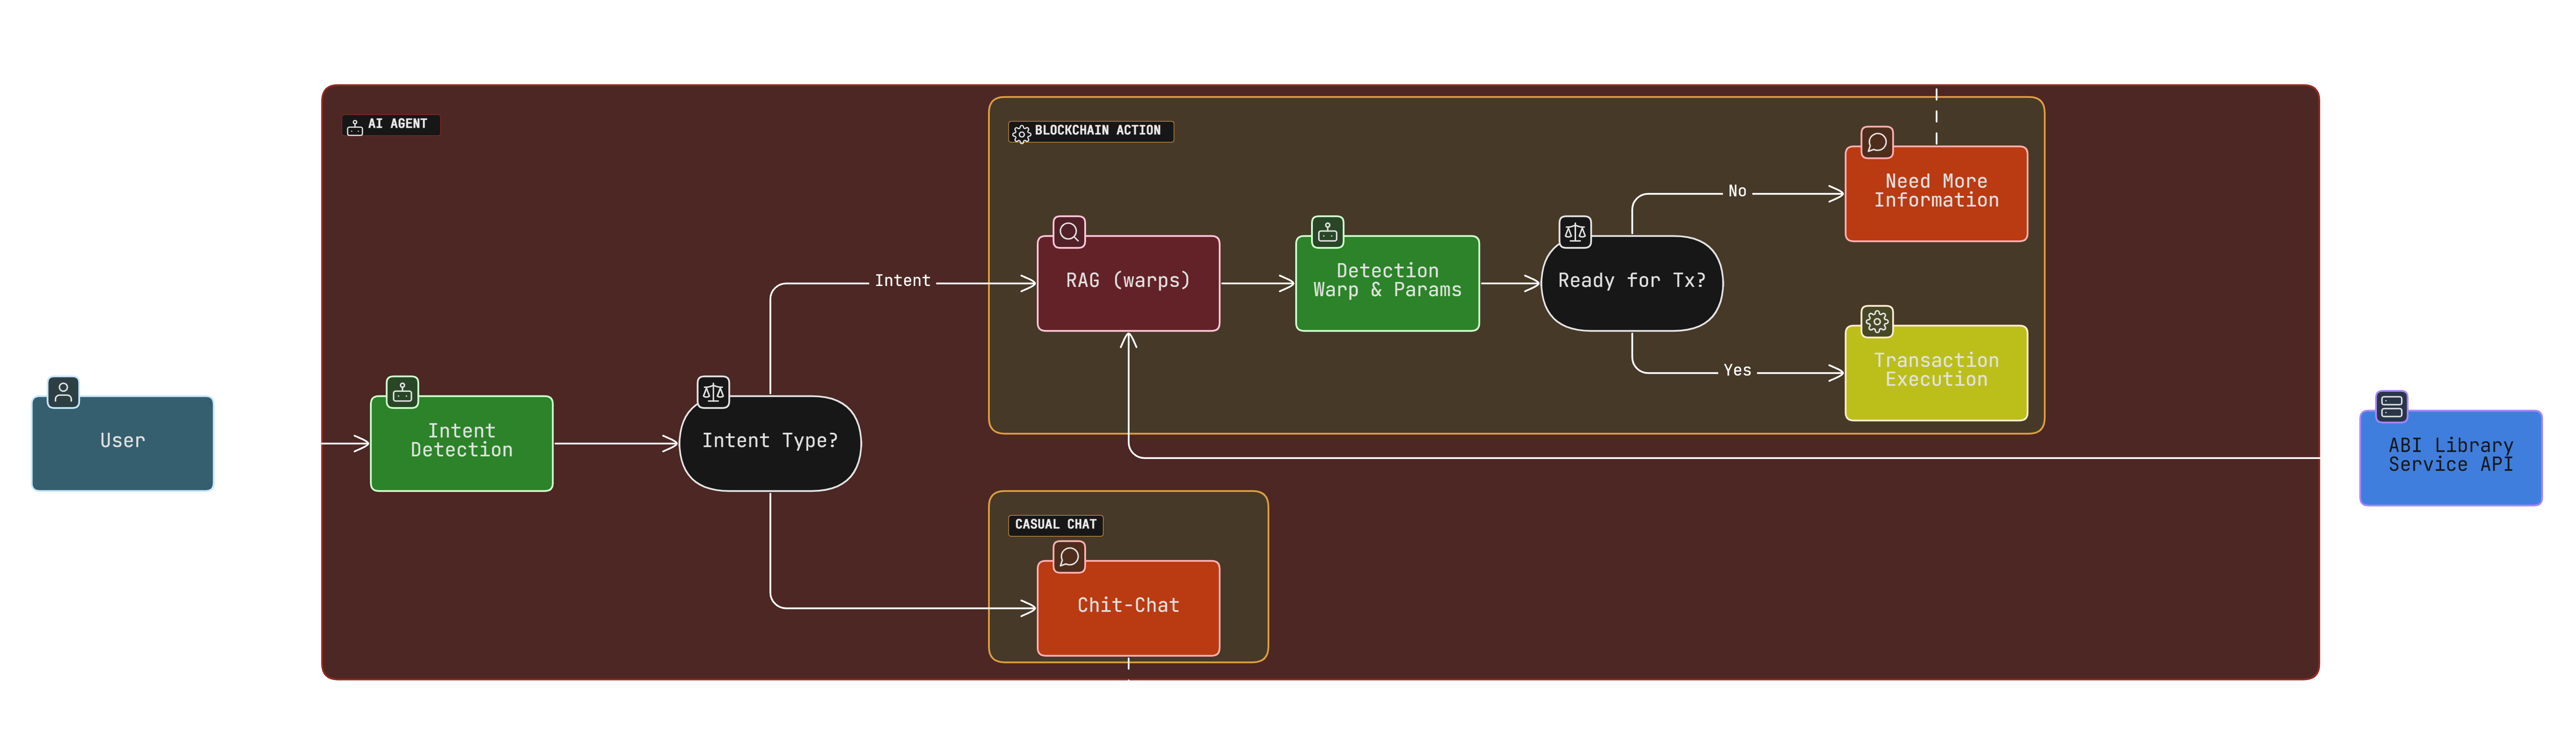 AI AGENT
BLOCKCHAIN ACTION
Need More
Information
No
RAG (warps)
Detection
Warp & Params
Ready for Tx?
Intent
Transaction
Execution
Yes
User
Intent
Detection
Intent Type?
ABI Library
Service API
CASUAL CHAT
Chit-Chat